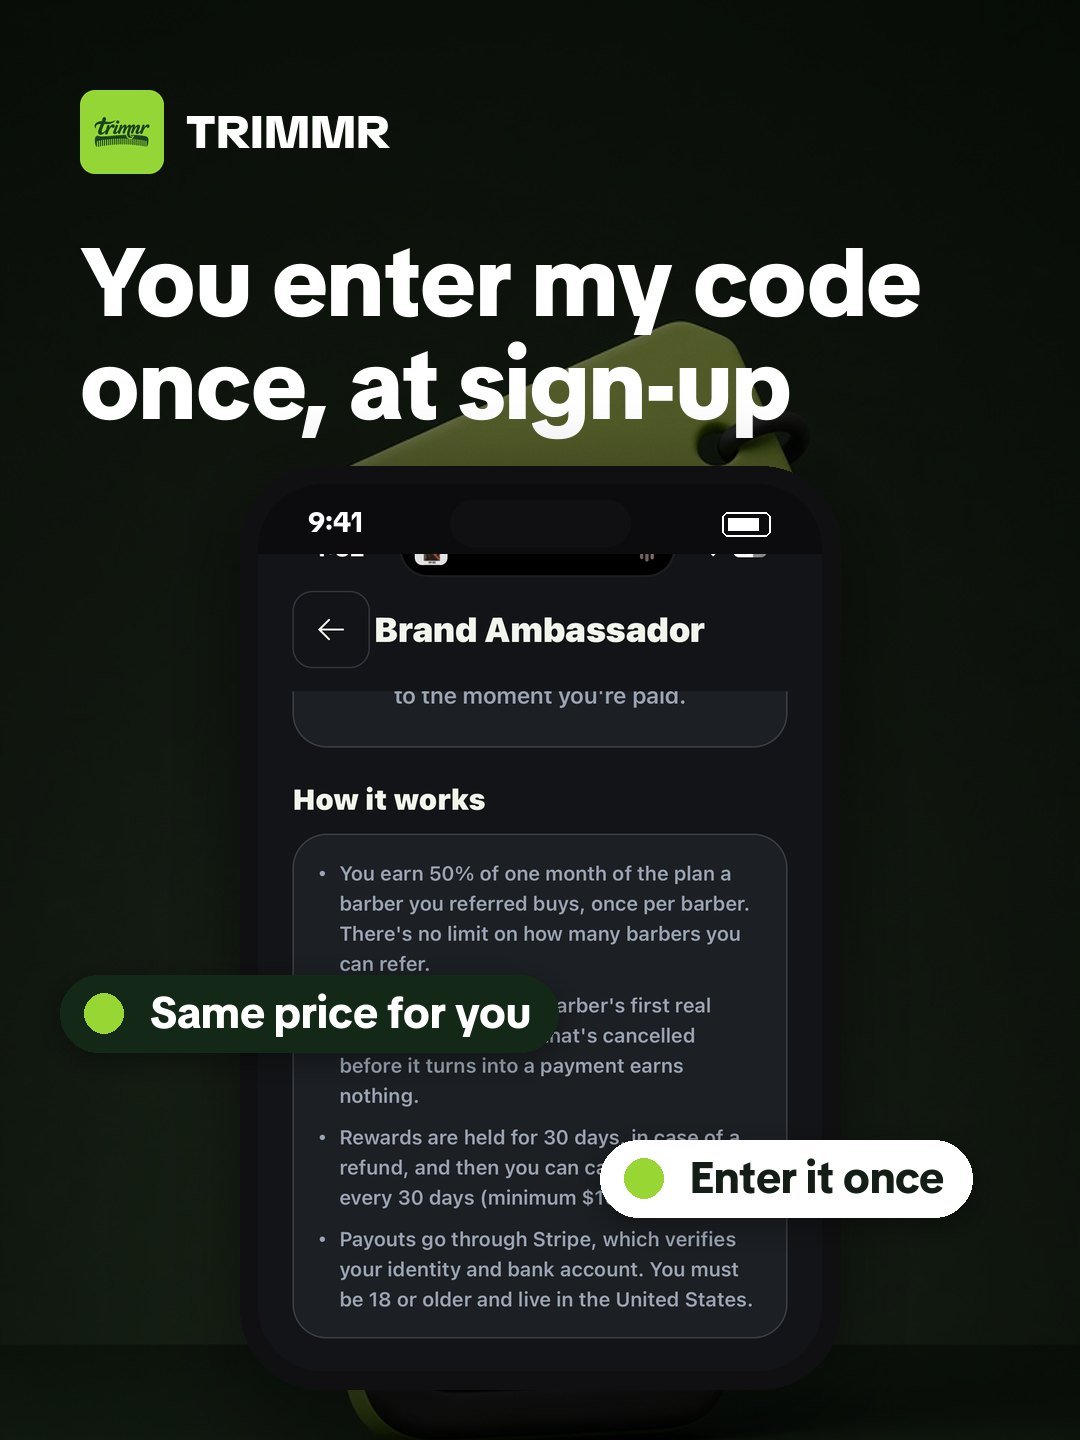 trimmr
TRIMMR
You enter my code
once, at sign-up
9:41
Brand Ambassador
to the moment you're paid.
How it works
• You earn 50% of one month of the plan a
barber you referred buys, once per barber.
There's no limit on how many barbers you
can refer.
Same price for you
barber's first real
that's cancelled
before it turns into a payment earns
nothing.
• Rewards are held for 30 days, in case of a
refund, and then you can
every 30 days (minimum $1
Enter it once
• Payouts go through Stripe, which verifies
your identity and bank account. You must
be 18 or older and live in the United States.